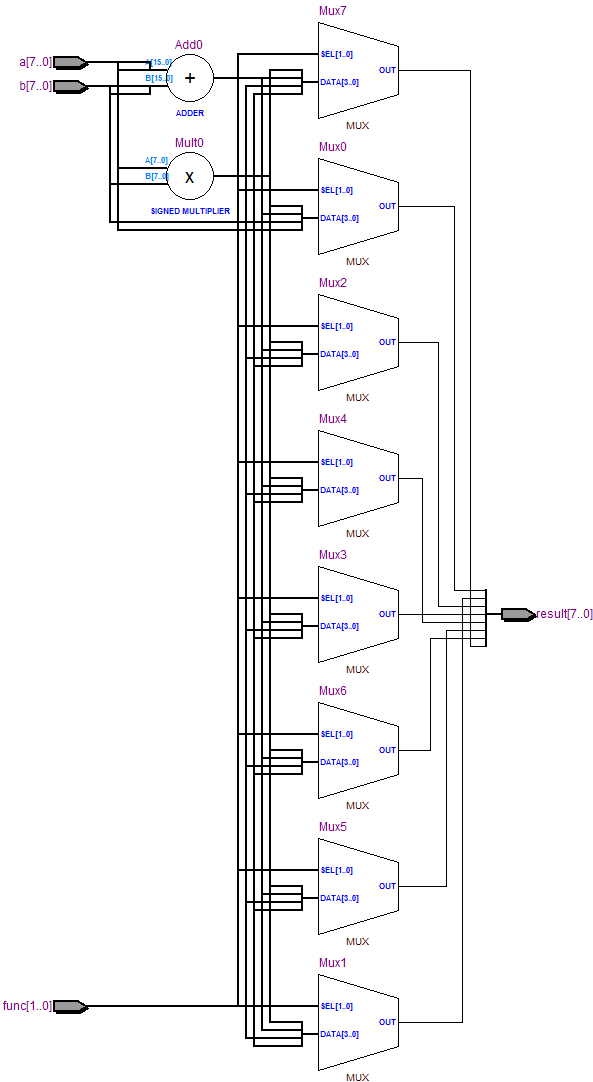 Mux7
a[7..0]
b[7..0]
Add0
A[15..0]
B[15..0]
+
ADDER
SEL[1..0]
DATA[3..0]
OUT
MUX
Mult0
A[7..0]
B[7..0]
X
SIGNED MULTIPLIER
Mux0
SEL[1..0]
DATA[3..0]
OUT
MUX
Mux2
SEL[1..0]
DATA[3..0]
OUT
MUX
Mux4
SEL[1..0]
DATA[3..0]
OUT
MUX
Mux3
SEL[1..0]
DATA[3..0]
OUT
MUX
result[7..0]
Mux6
SEL[1..0]
DATA[3..0]
OUT
MUX
Mux5
SEL[1..0]
DATA[3..0]
OUT
MUX
Mux1
func[1..0]
SEL[1..0]
DATA[3..0]
OUT
MUX